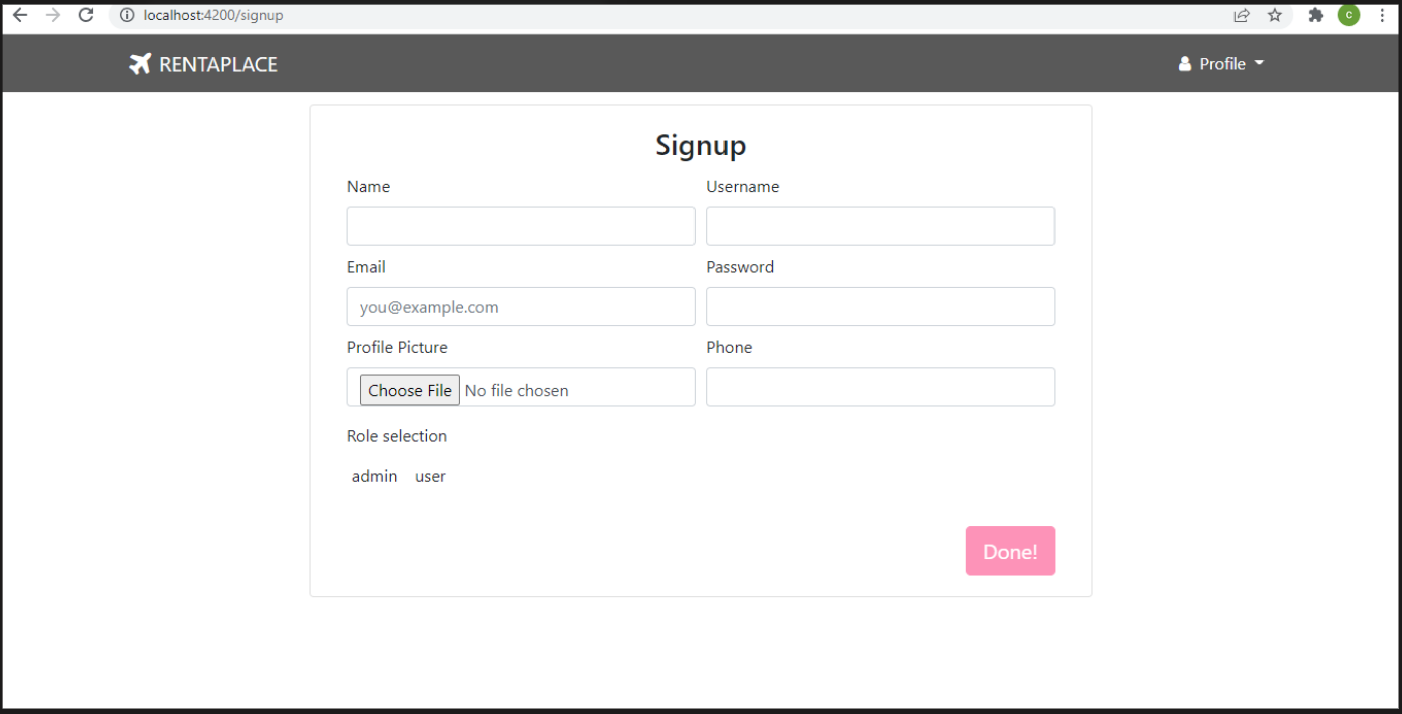 localhost:4200/signup
C
RENTAPLACE
Profile
Signup
Name Username
Email Password
you@example.com
Profile Picture Phone
Choose File No file chosen
Role selection
admin user
Done!